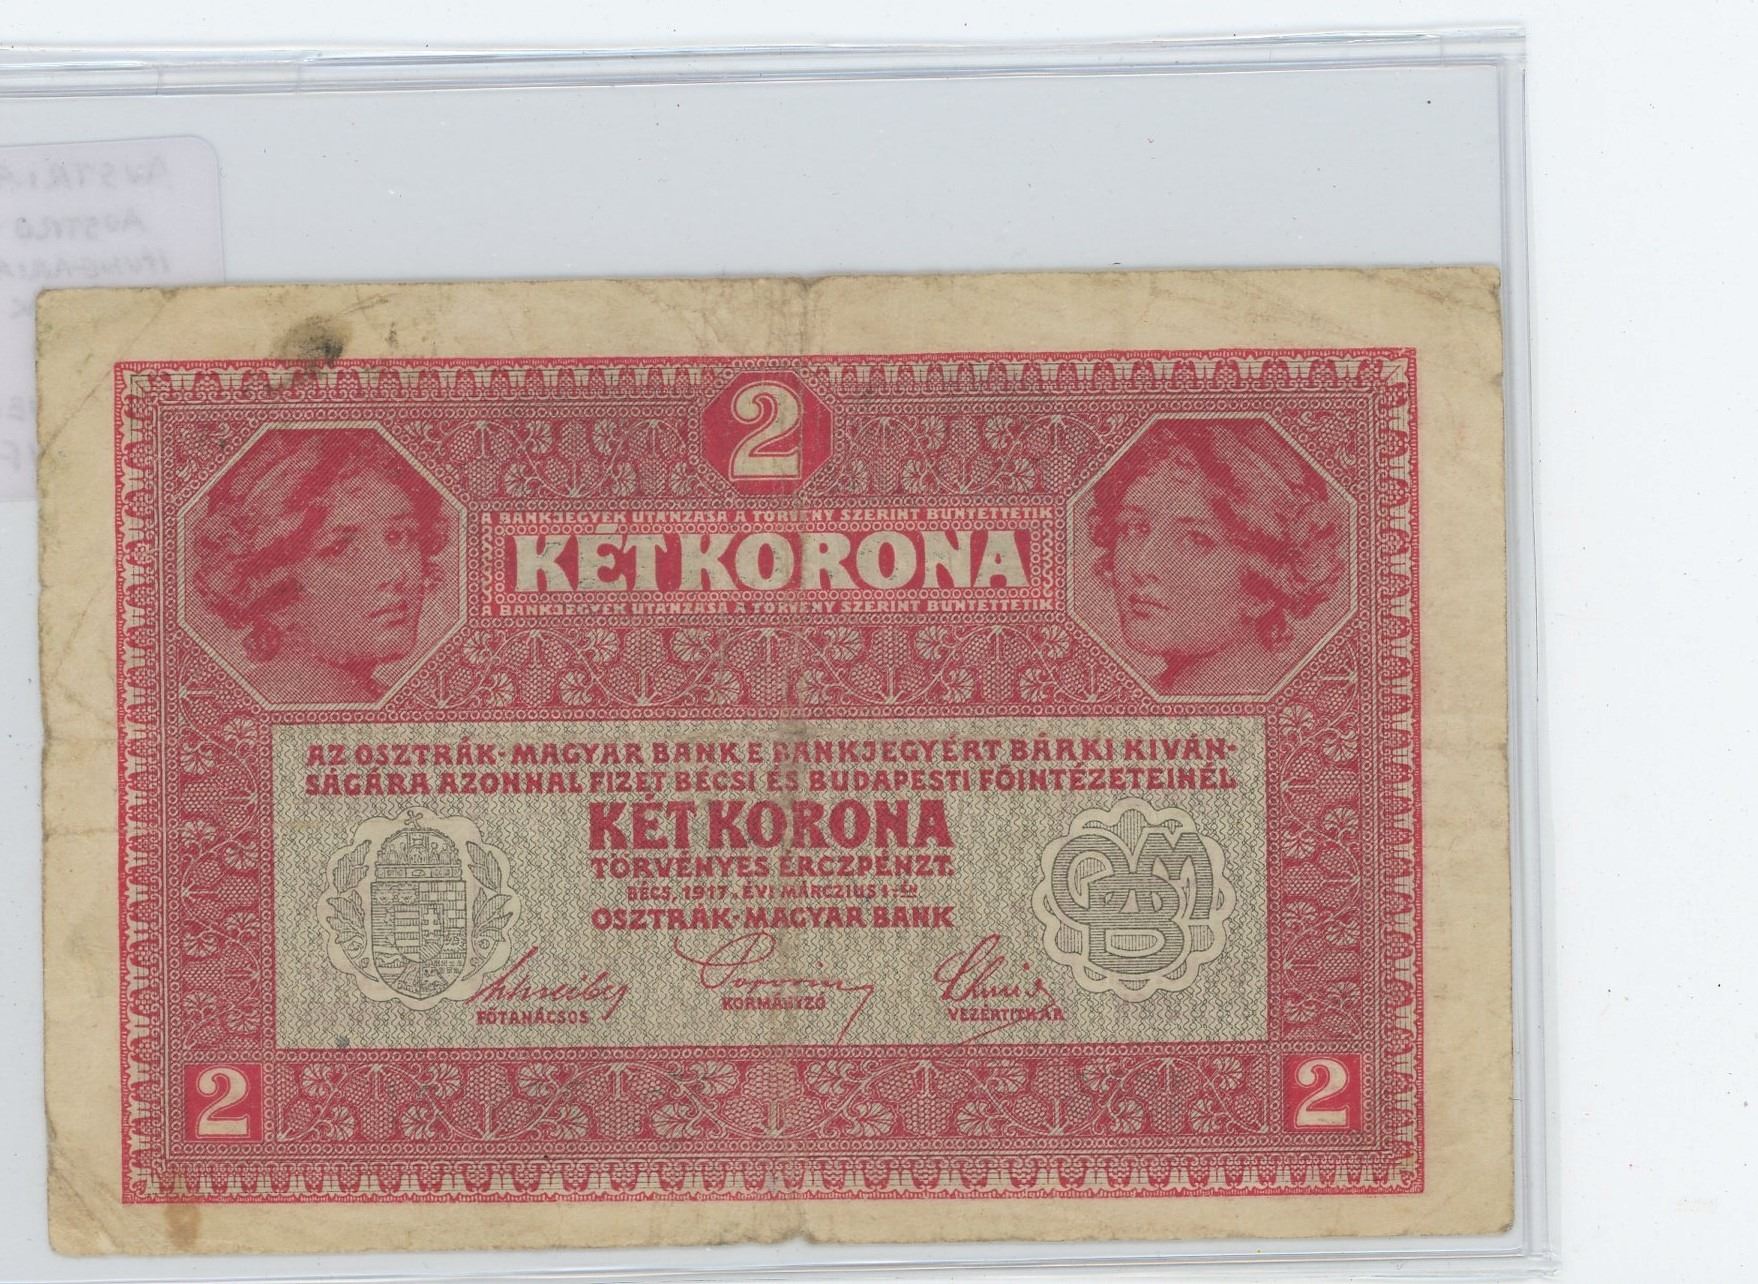 AUSTRIA
AUSTRO
2
A BANKJEGYEK UTÁNZÁSA A TÖRVÉNY SZERINT BÜNTETTETIK
KÉT KORONA
A BANKJEGYEK UTÁNZÁSA A TÖRVÉNY SZERINT BÜNTETTETIK
AZ OSZTRÁK-MAGYAR BANK E BANKJEGYÉRT BÁRKI KIVÁN-
SÁGÁRA AZONNAL FIZET BÉCSI ÉS BUDAPESTI FŐINTÉZETEINÉL
KÉT KORONA
TÖRVÉNYES ÉRCZPÉNZT.
BÉCS, 1917. ÉVI MÁRCZIUS 1-ÉN
OSZTRÁK-MAGYAR BANK
FŐTANÁCSOS
KORMÁNYZÓ
VEZÉRTITKÁR
2
2